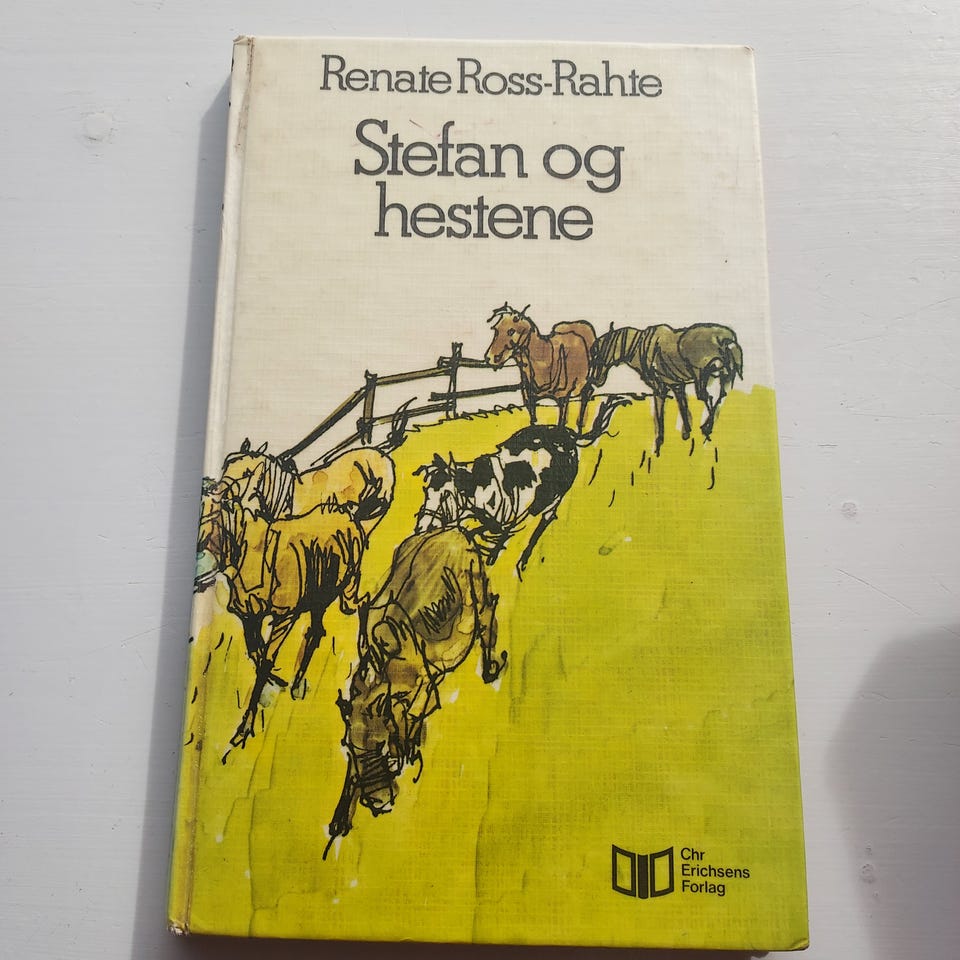 Renate Ross-Rahte
Stefan og
hestene
Chr
Erichsens
Forlag